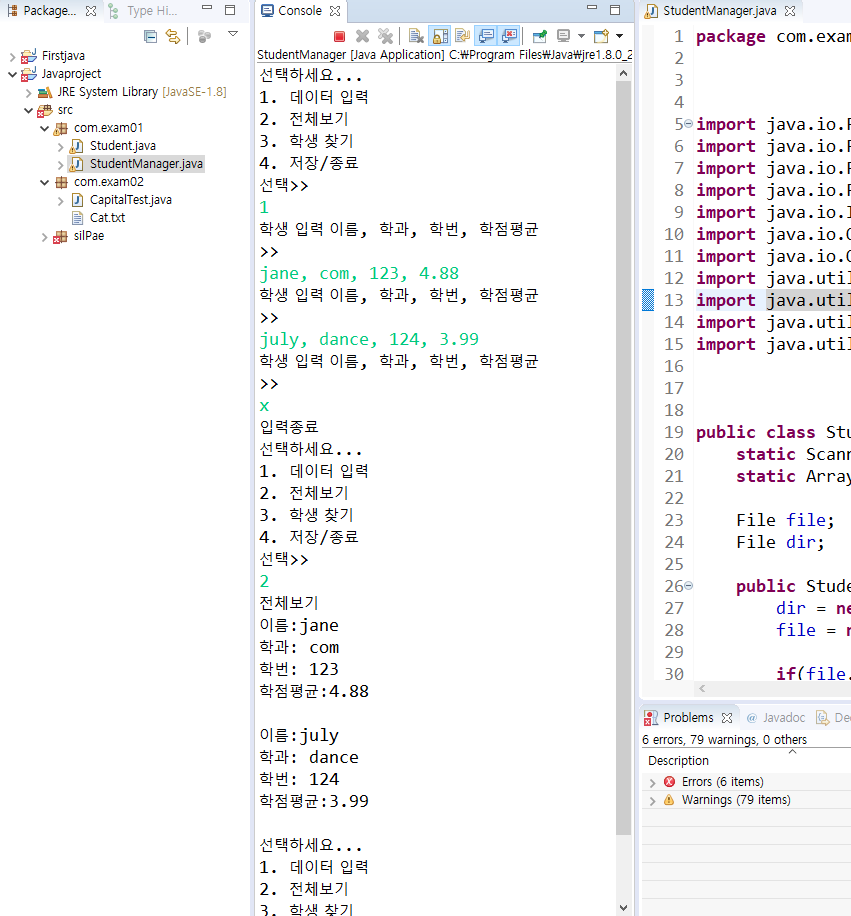 Package...
Type Hi...
Firstjava
Javaproject
JRE System Library [JavaSE-1.8]
src
com.exam01
Student.java
StudentManager.java
com.exam02
CapitalTest.java
Cat.txt
silPae
Console
StudentManager [Java Application] C:₩Program Files₩Java₩jre1.8.0_2
선택하세요...
1. 데이터 입력
2. 전체보기
3. 학생 찾기
4. 저장/종료
선택>>
1
학생 입력 이름, 학과, 학번, 학점평균
>>
jane, com, 123, 4.88
학생 입력 이름, 학과, 학번, 학점평균
>>
july, dance, 124, 3.99
학생 입력 이름, 학과, 학번, 학점평균
>>
x
입력종료
선택하세요...
1. 데이터 입력
2. 전체보기
3. 학생 찾기
4. 저장/종료
선택>>
2
전체보기
이름:jane
학과: com
학번: 123
학점평균:4.88
이름:july
학과: dance
학번: 124
학점평균:3.99
선택하세요...
1. 데이터 입력
2. 전체보기
3. 학생 찾기
StudentManager.java
1 package com.exam
2
3
4
5 import java.io.F
6 import java.io.F
7 import java.io.F
8 import java.io.F
9 import java.io.I
10 import java.io.O
11 import java.io.O
12 import java.util
13 import java.util
14 import java.util
15 import java.util
16
17
18
19 public class Stu
20 static Scann
21 static Array
22
23 File file;
24 File dir;
25
26 public Stude
27 dir = ne
28 file = n
29
30 if(file.
Problems
@ Javadoc
De
6 errors, 79 warnings, 0 others
Description
Errors (6 items)
Warnings (79 items)